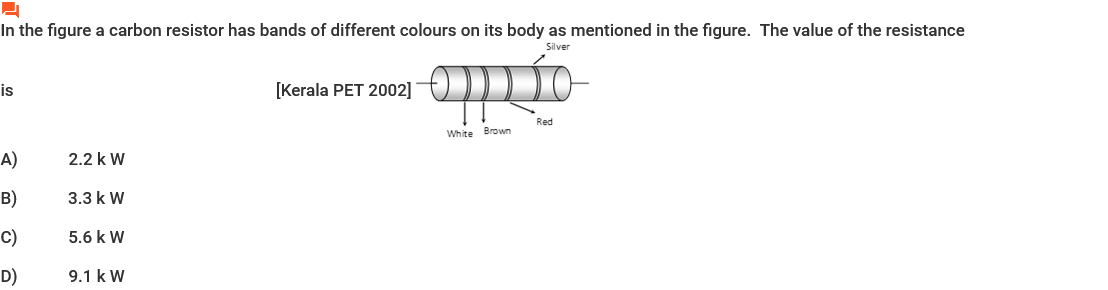 In the figure a carbon resistor has bands of different colours on its body as mentioned in the figure.  The value of the resistance
Silver
is [Kerala PET 2002]
Red
White Brown
A) 2.2 k W
B) 3.3 k W
C) 5.6 k W
D) 9.1 k W